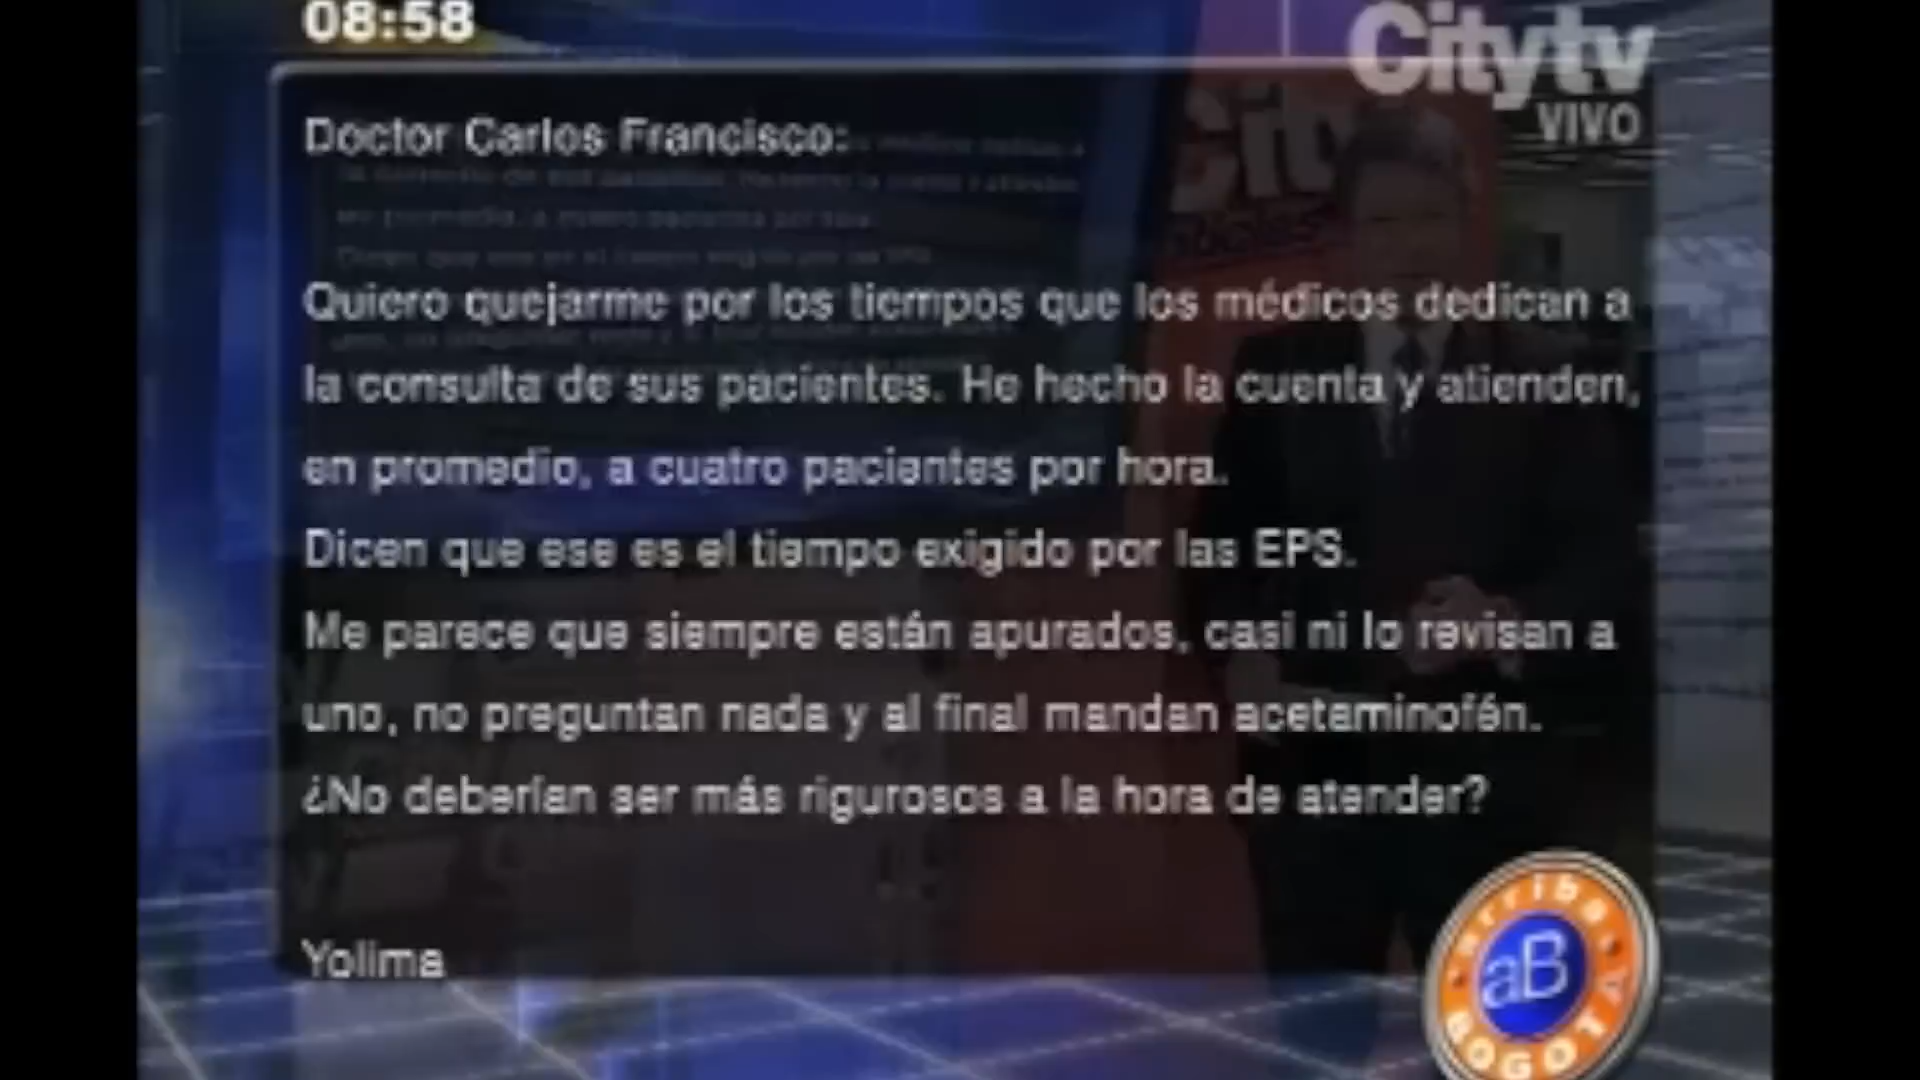 08:58
Citytv
VIVO
Doctor Carlos Francisco:
Quiero quejarme por los tiempos que los médicos dedican a
la consulta de sus pacientes. He hecho la cuenta y atienden,
en promedio, a cuatro pacientes por hora.
Dicen que ese es el tiempo exigido por las EPS.
Me parece que siempre están apurados, casi ni lo revisan a
uno, no preguntan nada y al final mandan acetaminofén.
¿No deberían ser más rigurosos a la hora de atender?
Yolima
arriba
aB
BOGOTÁ